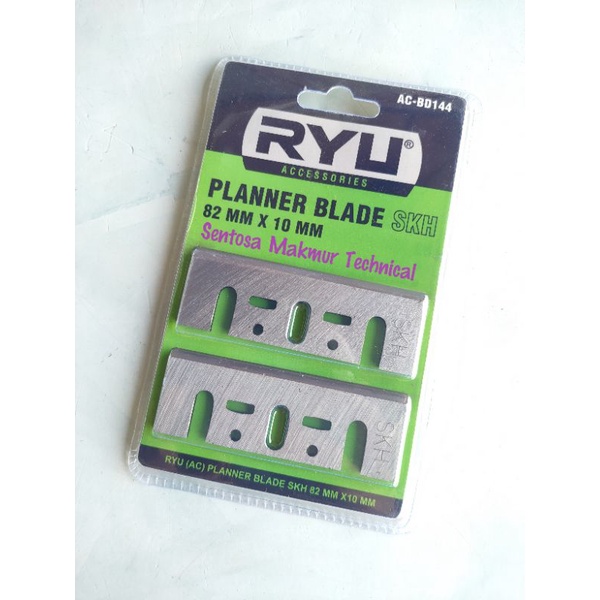 AC-BD144
RYU®
ACCESSORIES
PLANNER BLADE SKH
82 MM X 10 MM
Sentosa Makmur Technical
SKH
SKH
RYU (AC) PLANNER BLADE SKH 82 MM X10 MM